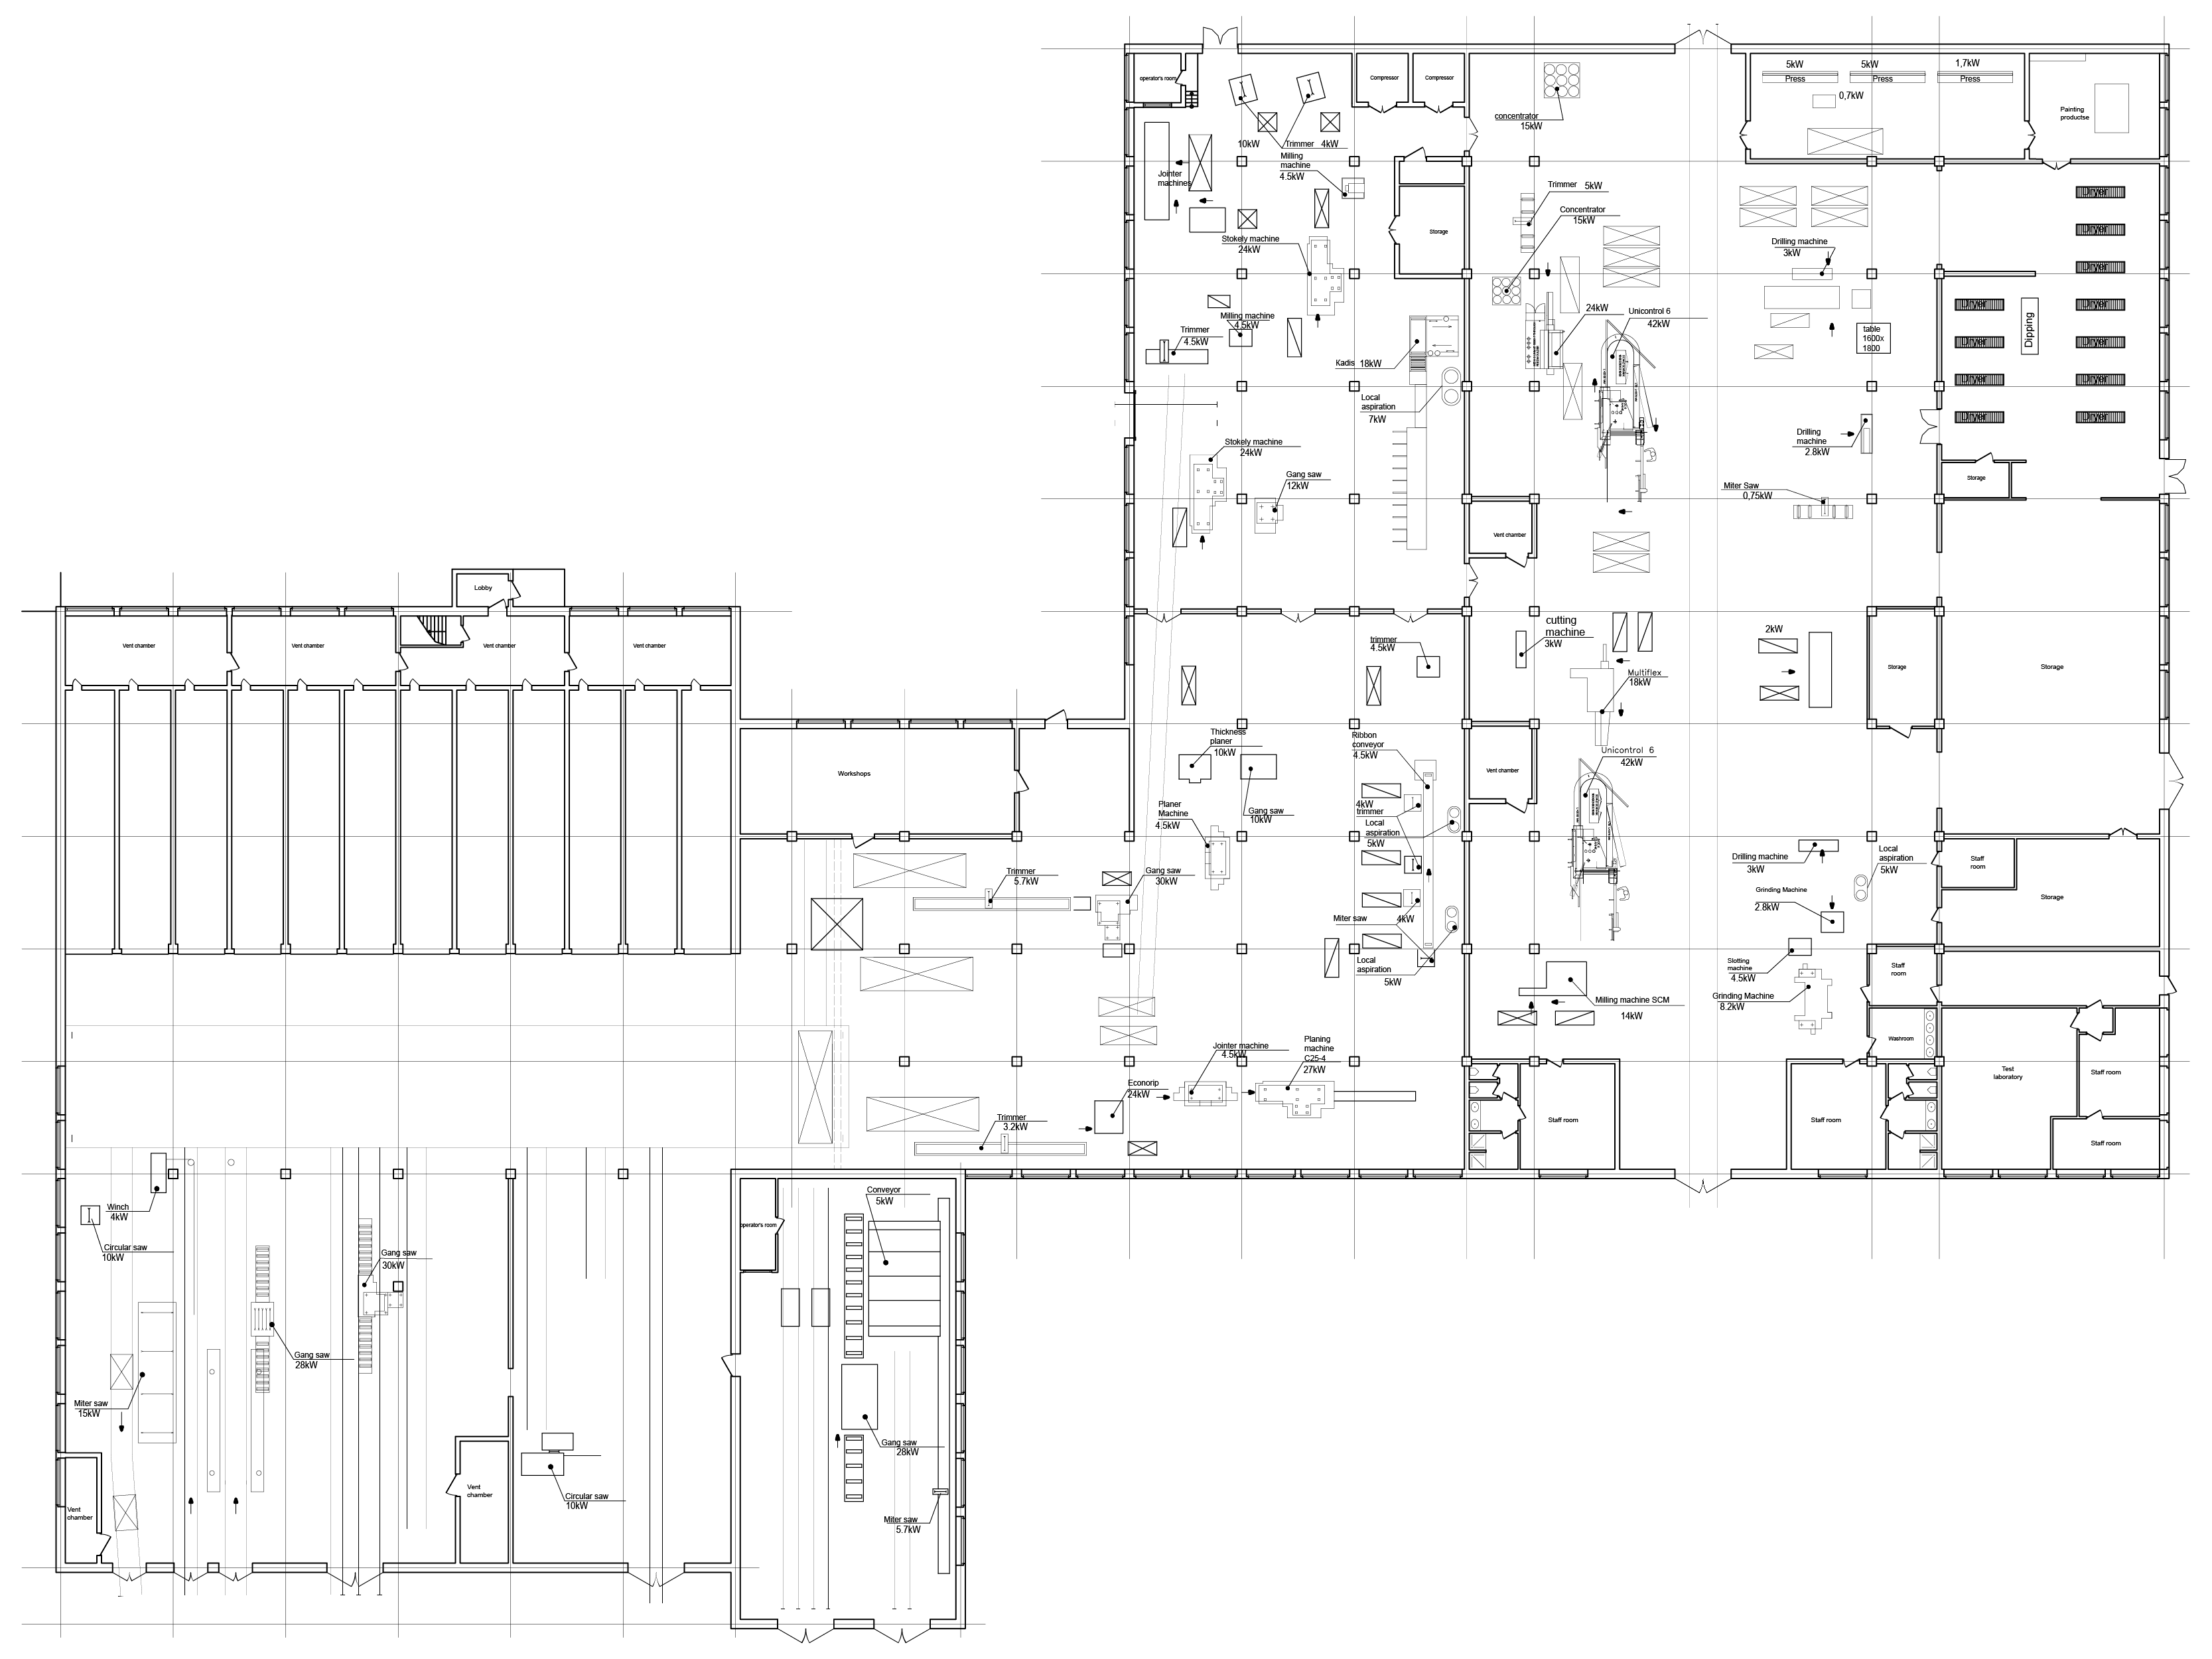 operator's room
Compressor
Compressor
concentrator
15kW
5kW
Press
5kW
Press
1,7kW
Press
0,7kW
Painting
productse
10kW
Trimmer 4kW
Jointer
machines
Milling
machine
4.5kW
Storage
Trimmer 5kW
Concentrator
15kW
Stokely machine
24kW
Drilling machine
3kW
Dryer
Dryer
Dryer
Dryer
Dryer
Dryer
Dryer
Dryer
Dryer
Dryer
Dryer
Dipping
table
1600x
1800
Milling machine
4.5kW
Trimmer
4.5kW
Kadis 18kW
24kW
Unicontrol 6
42kW
Local
aspiration
7kW
Stokely machine
24kW
Gang saw
12kW
Drilling
machine
2.8kW
Miter Saw
0,75kW
Storage
Vent chamber
Lobby
Vent chamber
Vent chamber
Vent chamber
Vent chamber
trimmer
4.5kW
cutting
machine
3kW
Multiflex
18kW
2kW
Storage
Storage
Workshops
Thickness
planer
10kW
Gang saw
10kW
Ribbon
conveyor
4.5kW
Vent chamber
Unicontrol 6
42kW
Planer
Machine
4.5kW
4kW
trimmer
Local
aspiration
5kW
Trimmer
5.7kW
Gang saw
30kW
Miter saw 4kW
Local
aspiration
5kW
Drilling machine
3kW
Local
aspiration
5kW
Grinding Machine
2.8kW
Slotting
machine
4.5kW
Grinding Machine
8.2kW
Staff
room
Storage
Staff
room
Washroom
Milling machine SCM
14kW
Jointer machine
4.5kW
Planing
machine
C25-4
27kW
Econorip
24kW
Trimmer
3.2kW
Staff room
Staff room
Test
laboratory
Staff room
Staff room
Winch
4kW
Circular saw
10kW
Gang saw
30kW
Gang saw
28kW
Miter saw
15kW
Vent
chamber
Vent
chamber
Circular saw
10kW
operator's room
Conveyor
5kW
Gang saw
28kW
Miter saw
5.7kW